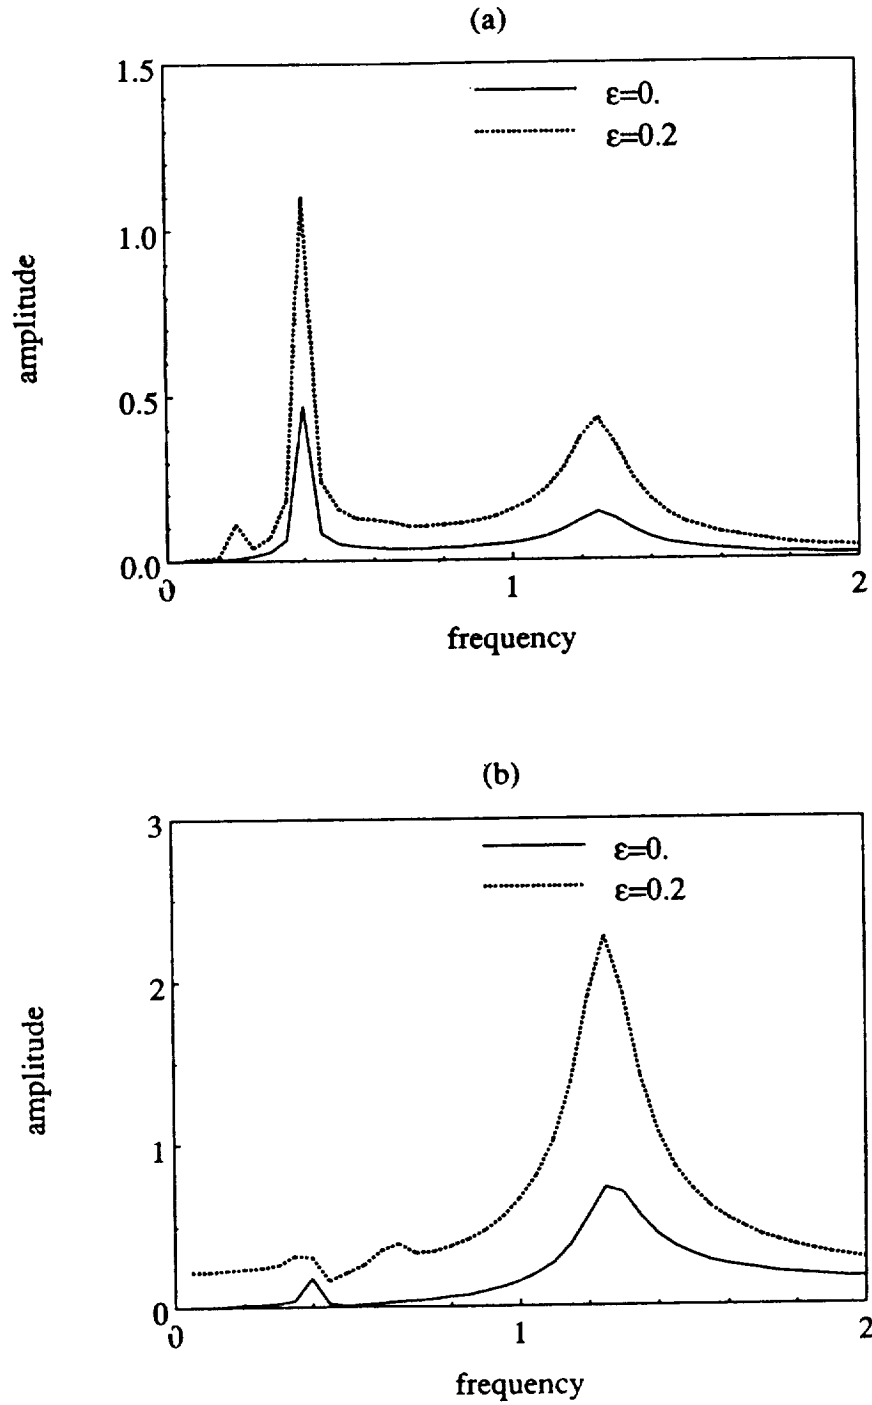 (a)
1.5
1.0
0.5
0.0
amplitude
ε=0.
ε=0.2
0
1
2
frequency
(b)
3
2
1
0
amplitude
ε=0.
ε=0.2
0
1
2
frequency